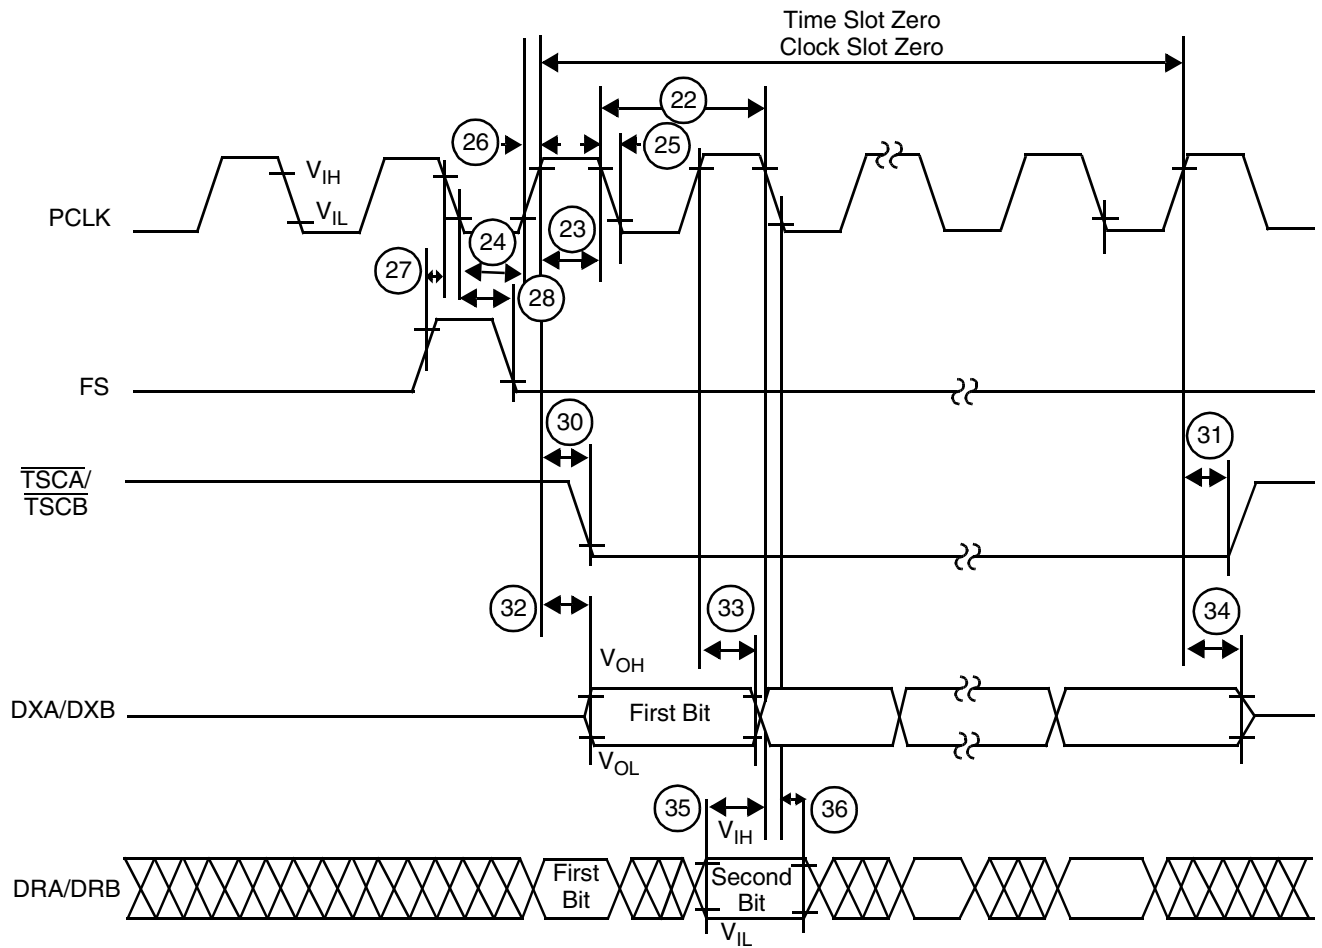 Time Slot Zero
Clock Slot Zero
22
26
25
VIH
VIL
PCLK
24
23
27
28
FS
30
31
TSCA/
TSCB
32
33
34
VOH
DXA/DXB
First Bit
VOL
35
36
VIH
DRA/DRB
First
Bit
Second
Bit
VIL